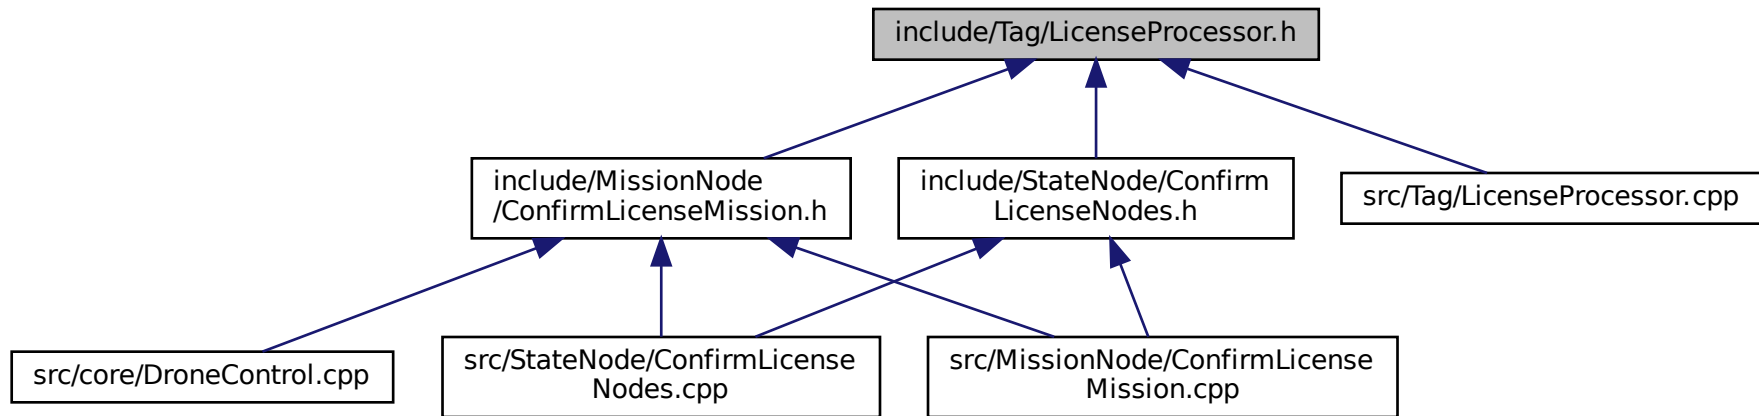 include/Tag/LicenseProcessor.h
include/MissionNode
/ConfirmLicenseMission.h
include/StateNode/Confirm
LicenseNodes.h
src/Tag/LicenseProcessor.cpp
src/core/DroneControl.cpp
src/StateNode/ConfirmLicense
Nodes.cpp
src/MissionNode/ConfirmLicense
Mission.cpp